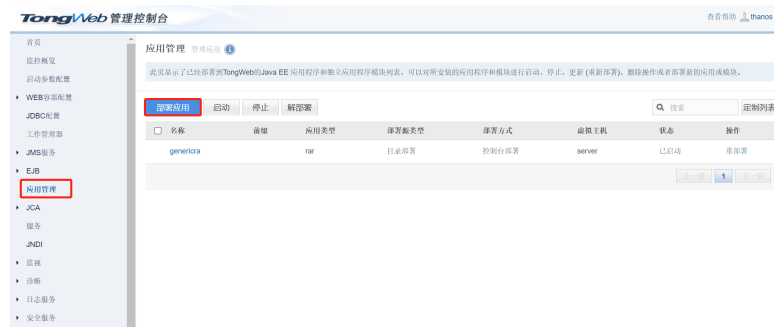 TongWeb 管理控制台
查看帮助 thanos
首页
监控概览
启动参数配置
WEB容器配置
JDBC配置
工作管理器
JMS服务
EJB
应用管理
JCA
服务
JNDI
监视
诊断
日志服务
安全服务
应用管理 管理应用
此页显示了已经部署到TongWeb的Java EE 应用程序和独立应用程序模块列表。可以对所安装的应用程序和模块进行启动、停止、更新 (重新部署)、删除操作或者部署新的应用或模块。
部署应用 启动 停止 解部署 搜索 定制列表
名称 前缀 应用类型 部署源类型 部署方式 虚拟主机 状态 操作
genericra rar 目录部署 控制台部署 server 已启动 重部署
上一页 1 下一页